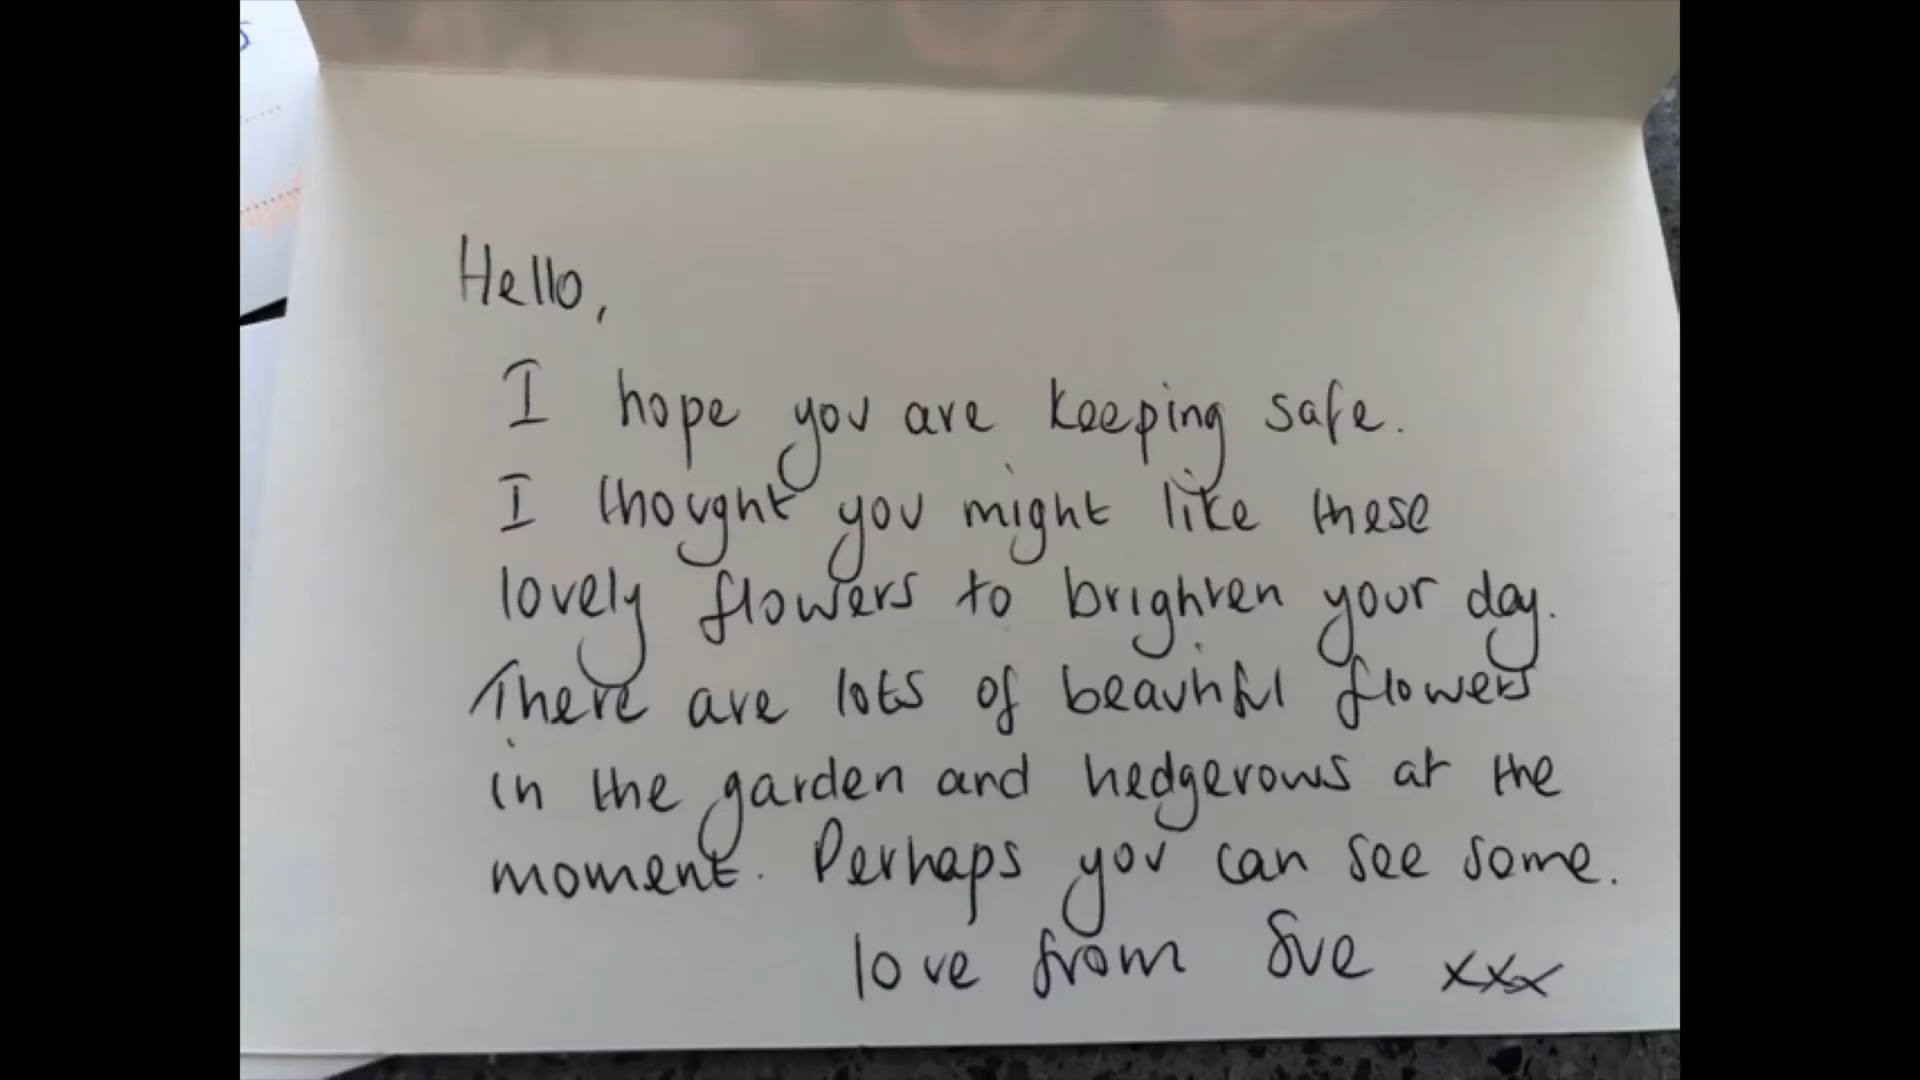 Hello,
I hope you are keeping safe.
I thought you might like these
lovely flowers to brighten your day.
There are lots of beautiful flowers
in the garden and hedgerows at the
moment. Perhaps you can see some.
love from Sue xxx